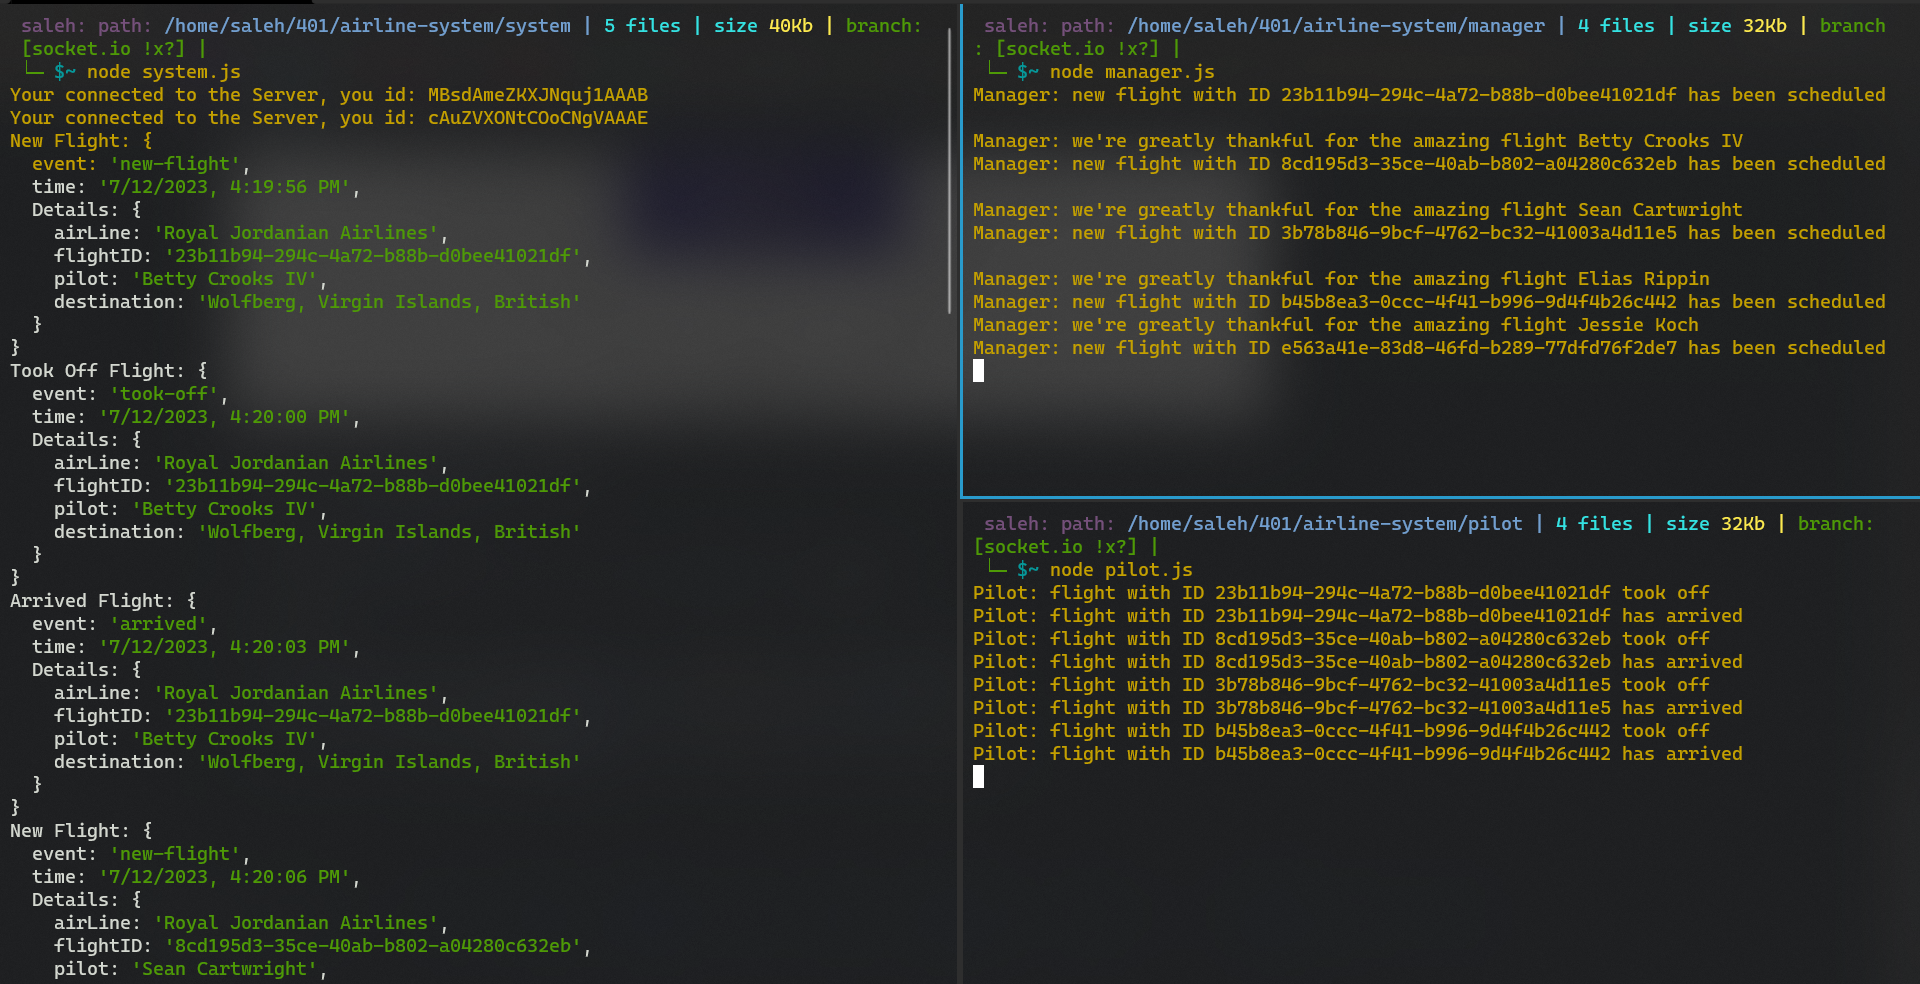 saleh: path: /home/saleh/401/airline-system/system | 5 files | size 40Kb | branch:
[socket.io !x?] |
└─ $~ node system.js
Your connected to the Server, you id: MBsdAmeZKXJNquj1AAAB
Your connected to the Server, you id: cAuZVXONtCOoCNgVAAAE
New Flight: {
  event: 'new-flight',
  time: '7/12/2023, 4:19:56 PM',
  Details: {
    airLine: 'Royal Jordanian Airlines',
    flightID: '23b11b94-294c-4a72-b88b-d0bee41021df',
    pilot: 'Betty Crooks IV',
    destination: 'Wolfberg, Virgin Islands, British'
  }
}
Took Off Flight: {
  event: 'took-off',
  time: '7/12/2023, 4:20:00 PM',
  Details: {
    airLine: 'Royal Jordanian Airlines',
    flightID: '23b11b94-294c-4a72-b88b-d0bee41021df',
    pilot: 'Betty Crooks IV',
    destination: 'Wolfberg, Virgin Islands, British'
  }
}
Arrived Flight: {
  event: 'arrived',
  time: '7/12/2023, 4:20:03 PM',
  Details: {
    airLine: 'Royal Jordanian Airlines',
    flightID: '23b11b94-294c-4a72-b88b-d0bee41021df',
    pilot: 'Betty Crooks IV',
    destination: 'Wolfberg, Virgin Islands, British'
  }
}
New Flight: {
  event: 'new-flight',
  time: '7/12/2023, 4:20:06 PM',
  Details: {
    airLine: 'Royal Jordanian Airlines',
    flightID: '8cd195d3-35ce-40ab-b802-a04280c632eb',
    pilot: 'Sean Cartwright',
saleh: path: /home/saleh/401/airline-system/manager | 4 files | size 32Kb | branch
: [socket.io !x?] |
└─ $~ node manager.js
Manager: new flight with ID 23b11b94-294c-4a72-b88b-d0bee41021df has been scheduled
Manager: we're greatly thankful for the amazing flight Betty Crooks IV
Manager: new flight with ID 8cd195d3-35ce-40ab-b802-a04280c632eb has been scheduled
Manager: we're greatly thankful for the amazing flight Sean Cartwright
Manager: new flight with ID 3b78b846-9bcf-4762-bc32-41003a4d11e5 has been scheduled
Manager: we're greatly thankful for the amazing flight Elias Rippin
Manager: new flight with ID b45b8ea3-0ccc-4f41-b996-9d4f4b26c442 has been scheduled
Manager: we're greatly thankful for the amazing flight Jessie Koch
Manager: new flight with ID e563a41e-83d8-46fd-b289-77dfd76f2de7 has been scheduled
saleh: path: /home/saleh/401/airline-system/pilot | 4 files | size 32Kb | branch:
[socket.io !x?] |
└─ $~ node pilot.js
Pilot: flight with ID 23b11b94-294c-4a72-b88b-d0bee41021df took off
Pilot: flight with ID 23b11b94-294c-4a72-b88b-d0bee41021df has arrived
Pilot: flight with ID 8cd195d3-35ce-40ab-b802-a04280c632eb took off
Pilot: flight with ID 8cd195d3-35ce-40ab-b802-a04280c632eb has arrived
Pilot: flight with ID 3b78b846-9bcf-4762-bc32-41003a4d11e5 took off
Pilot: flight with ID 3b78b846-9bcf-4762-bc32-41003a4d11e5 has arrived
Pilot: flight with ID b45b8ea3-0ccc-4f41-b996-9d4f4b26c442 took off
Pilot: flight with ID b45b8ea3-0ccc-4f41-b996-9d4f4b26c442 has arrived